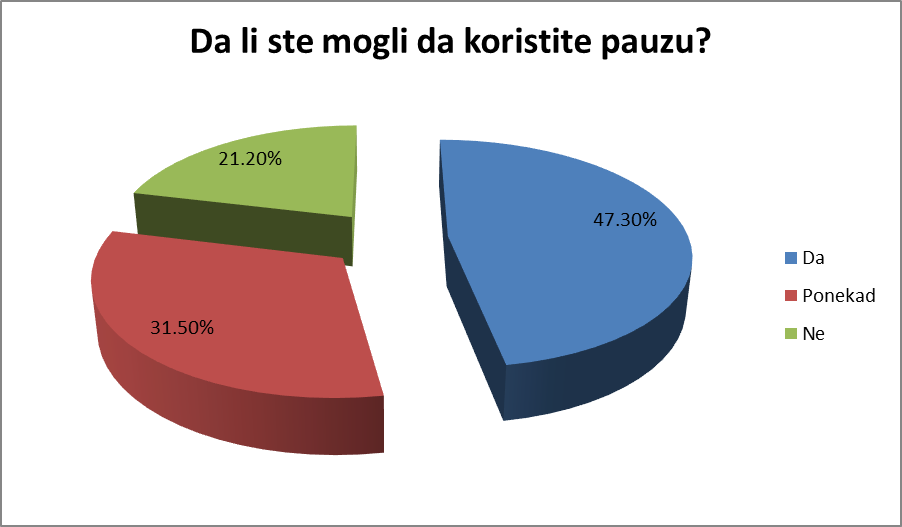 Da li ste mogli da koristite pauzu?
21.20%
47.30%
31.50%
Da
Ponekad
Ne